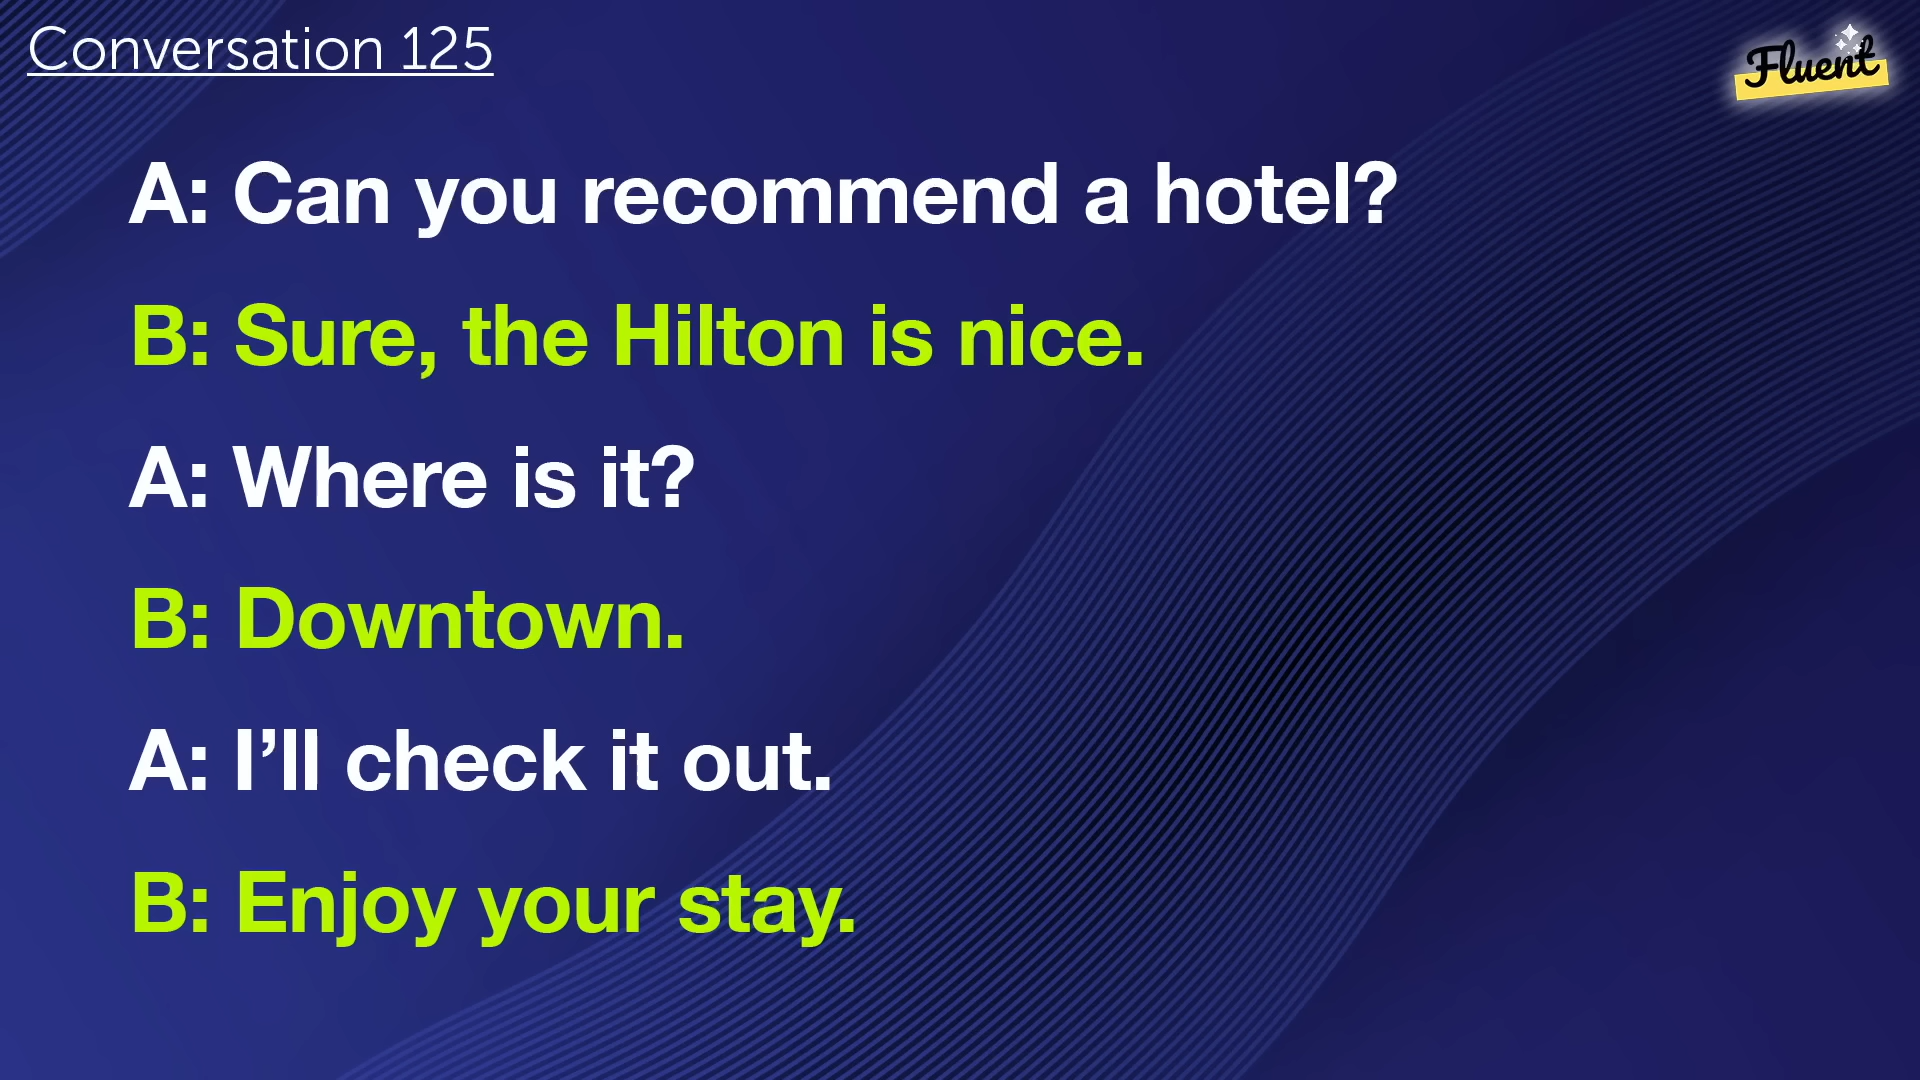 Conversation 125
Fluent
A: Can you recommend a hotel?
B: Sure, the Hilton is nice.
A: Where is it?
B: Downtown.
A: I’ll check it out.
B: Enjoy your stay.